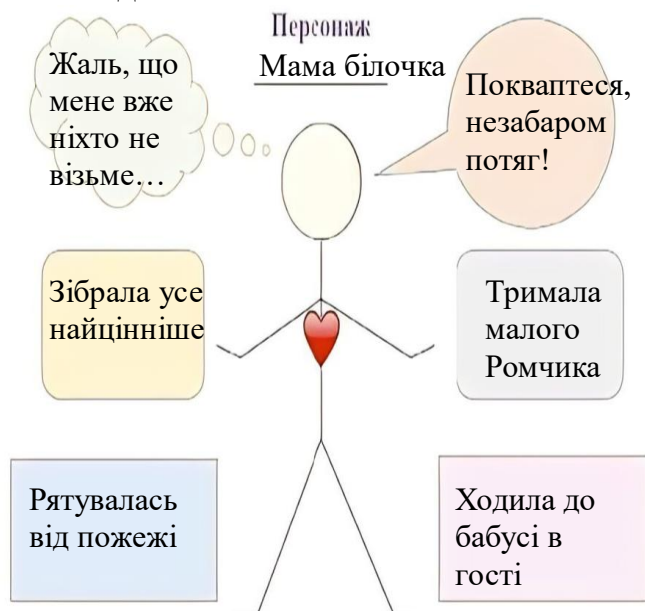 Персонаж
Мама білочка
Жаль, що
мене вже
ніхто не
візьме…
Покваптеся,
незабаром
потяг!
Зібрала усе
найцінніше
Тримала
малого
Ромчика
Рятувалась
від пожежі
Ходила до
бабусі в
гості